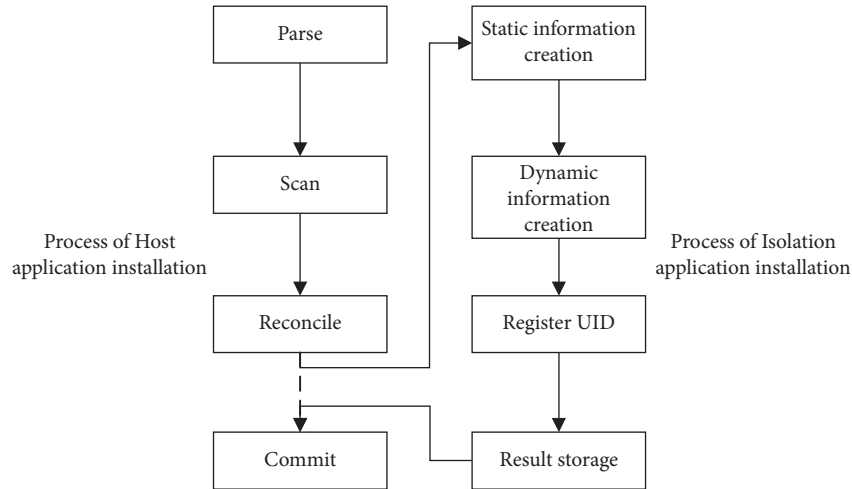 Parse
Scan
Process of Host
application installation
Reconcile
Commit
Static information
creation
Dynamic
information
creation
Process of Isolation
application installation
Register UID
Result storage